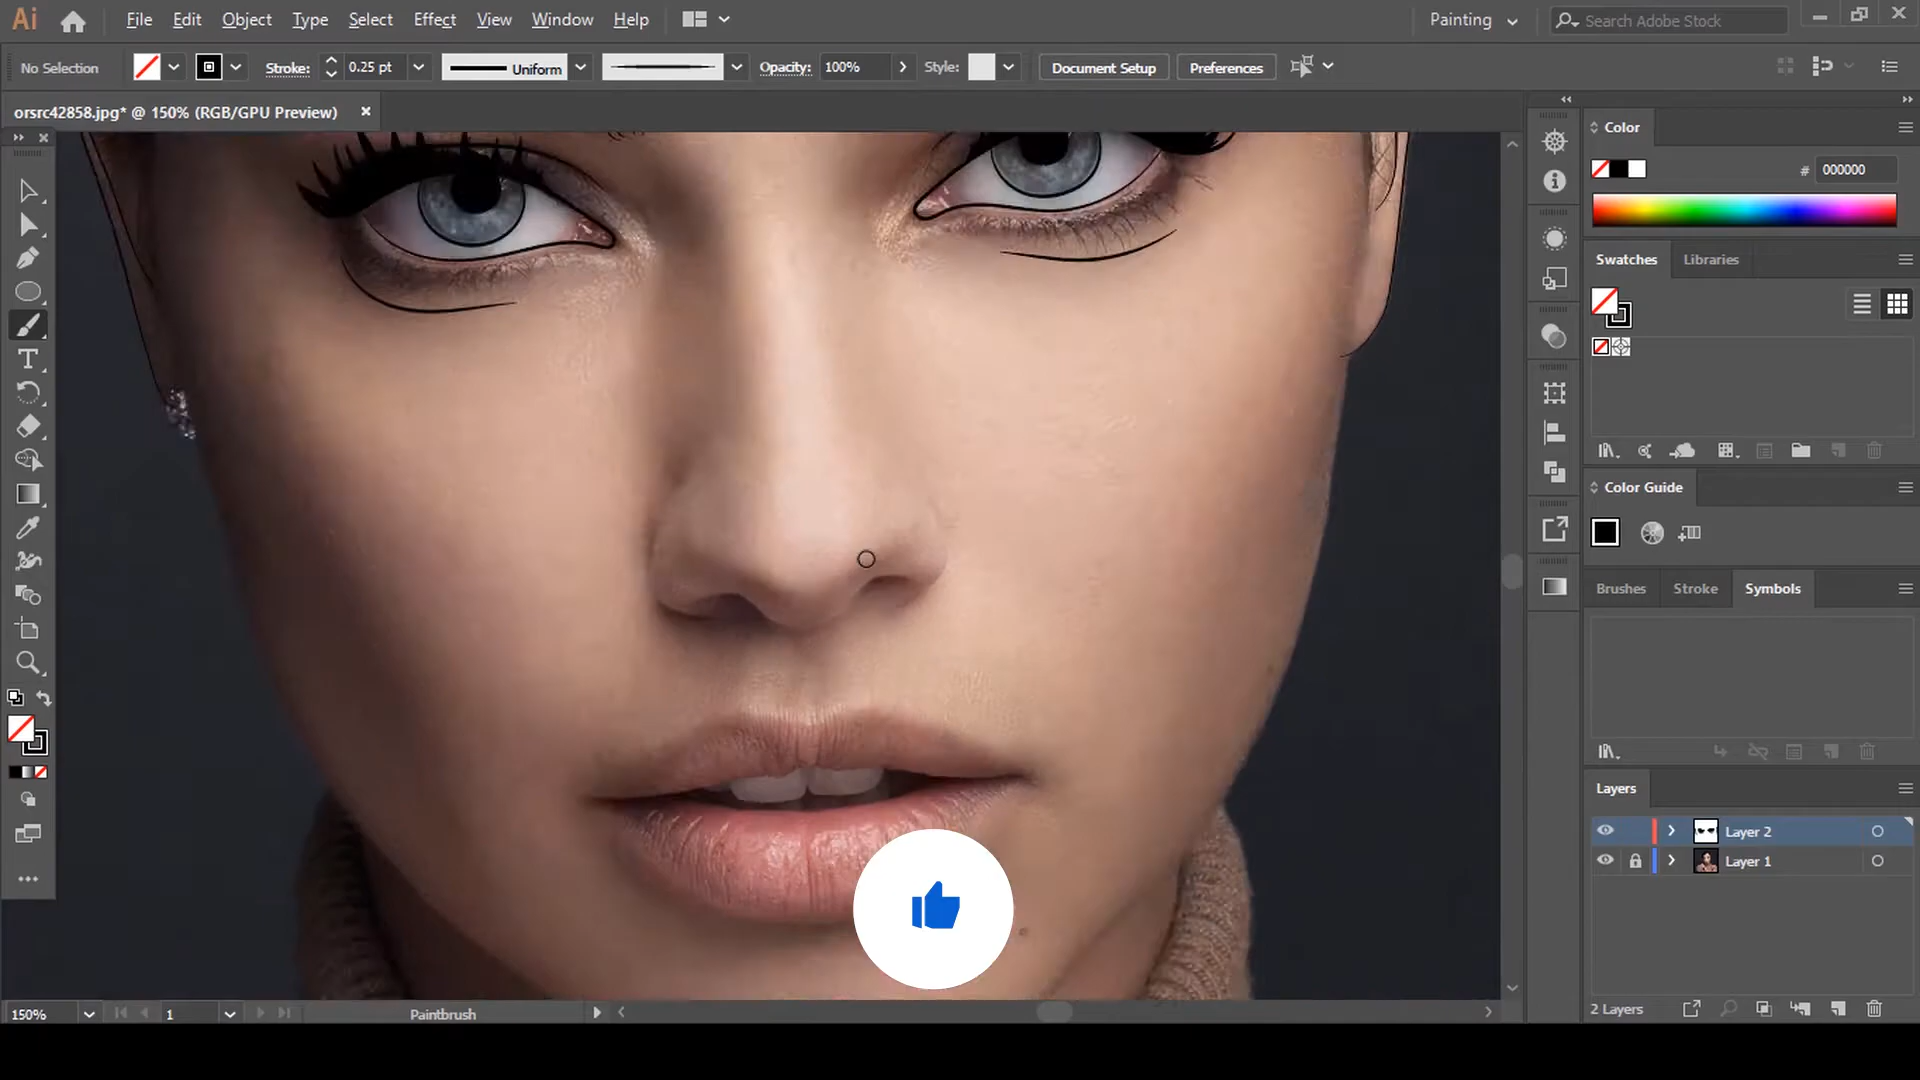 Ai File Edit Object Type Select Effect View Window Help Painting Search Adobe Stock
No Selection Stroke: 0.25 pt Uniform Opacity: 100% Style: Document Setup Preferences
orsrc42858.jpg* @ 150% (RGB/GPU Preview)
Color
# 000000
Swatches Libraries
Color Guide
Brushes Stroke Symbols
Layers
Layer 2
Layer 1
2 Layers
150% 1 Paintbrush